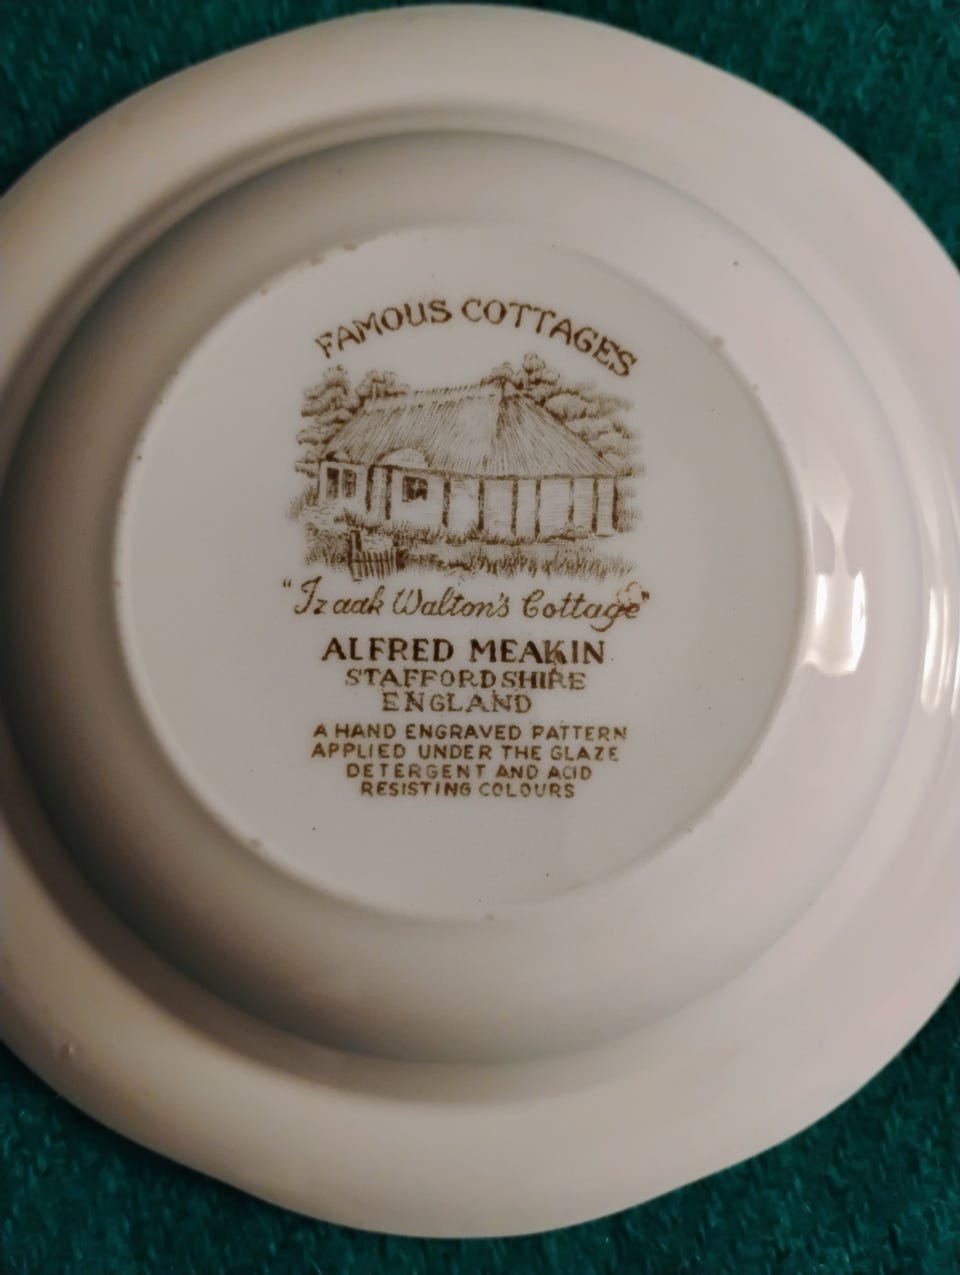 FAMOUS COTTAGES
"Izaak Walton's Cottage"
ALFRED MEAKIN
STAFFORDSHIRE
ENGLAND
A HAND ENGRAVED PATTERN
APPLIED UNDER THE GLAZE
DETERGENT AND ACID
RESISTING COLOURS